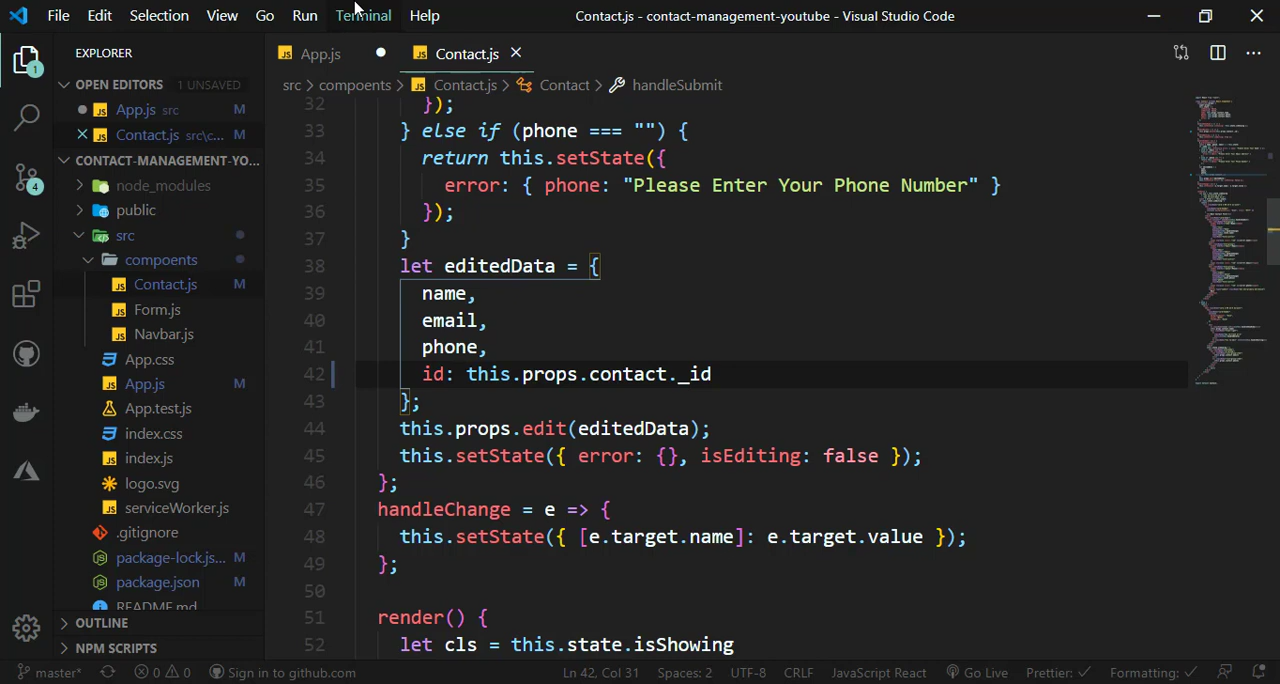 File Edit Selection View Go Run Terminal Help Contact.js - contact-management-youtube - Visual Studio Code
EXPLORER
OPEN EDITORS 1 UNSAVED
App.js src M
Contact.js src\c... M
CONTACT-MANAGEMENT-YO...
node_modules
public
src
compoents
Contact.js M
Form.js
Navbar.js
App.css
App.js M
App.test.js
index.css
index.js
logo.svg
serviceWorker.js
.gitignore
package-lock.js... M
package.json M
README.md
OUTLINE
NPM SCRIPTS
1
4
App.js
Contact.js
src > compoents > Contact.js > Contact > handleSubmit
32 });
33 } else if (phone === "") {
34 return this.setState({
35 error: { phone: "Please Enter Your Phone Number" }
36 });
37 }
38 let editedData = {
39 name,
40 email,
41 phone,
42 id: this.props.contact._id
43 };
44 this.props.edit(editedData);
45 this.setState({ error: {}, isEditing: false });
46 };
47 handleChange = e => {
48 this.setState({ [e.target.name]: e.target.value });
49 };
50
51 render() {
52 let cls = this.state.isShowing
master* 0 0 Sign in to github.com Ln 42, Col 31 Spaces: 2 UTF-8 CRLF JavaScript React Go Live Prettier: ✓ Formatting: ✓